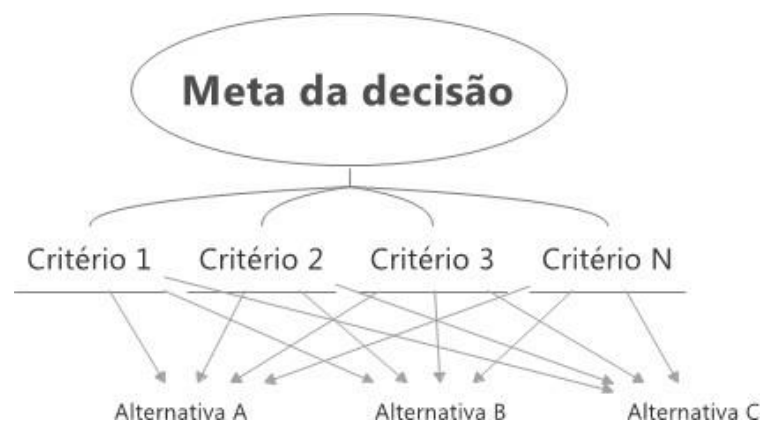 Meta da decisão
Critério 1 Critério 2 Critério 3 Critério N
Alternativa A Alternativa B Alternativa C